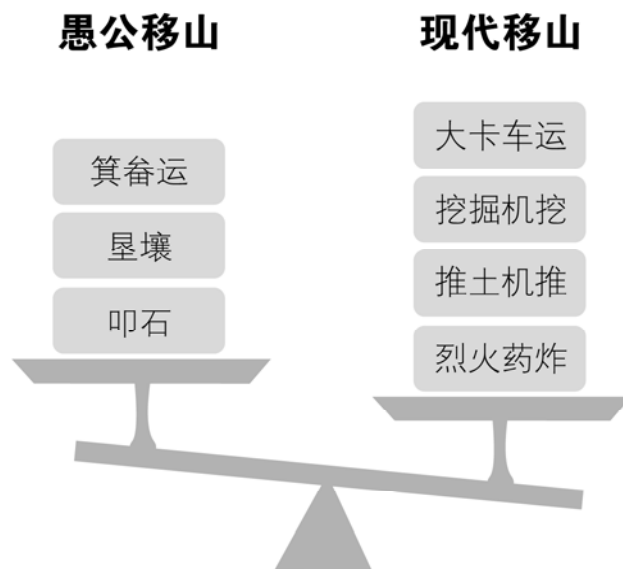 愚公移山
箕畚运
垦壤
叩石
现代移山
大卡车运
挖掘机挖
推土机推
烈火药炸